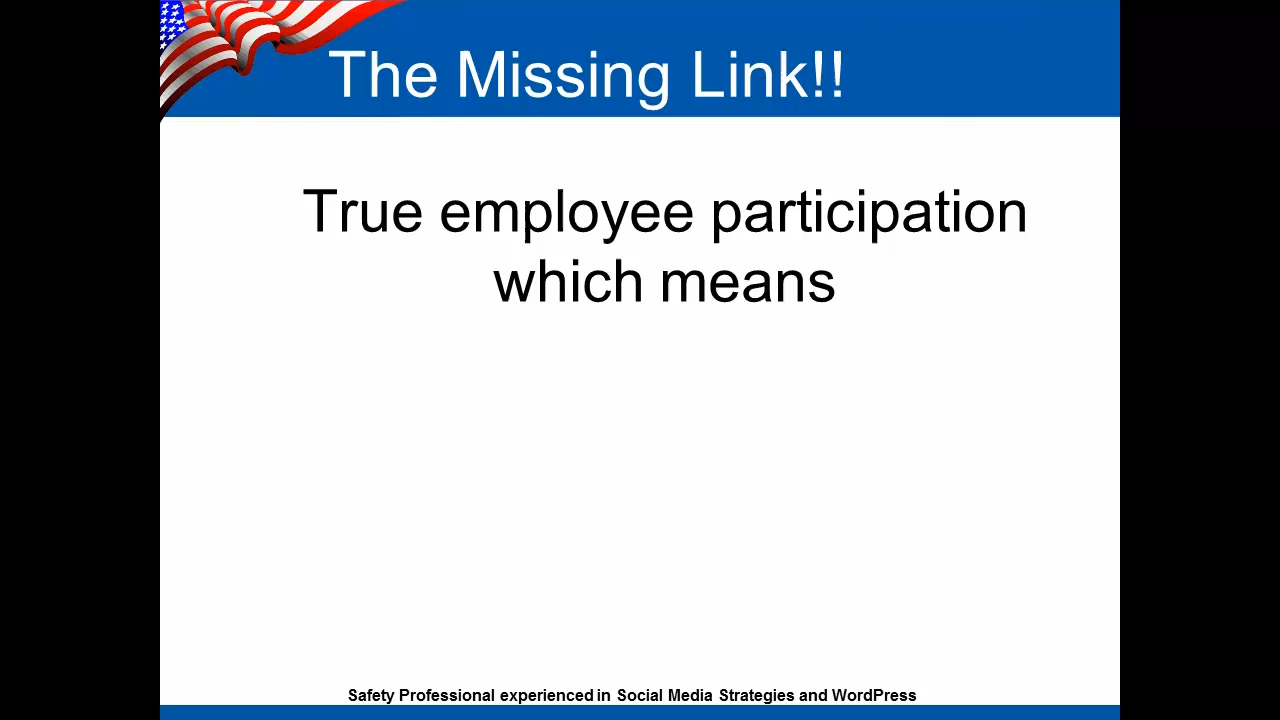 The Missing Link!!
True employee participation
which means
Safety Professional experienced in Social Media Strategies and WordPress